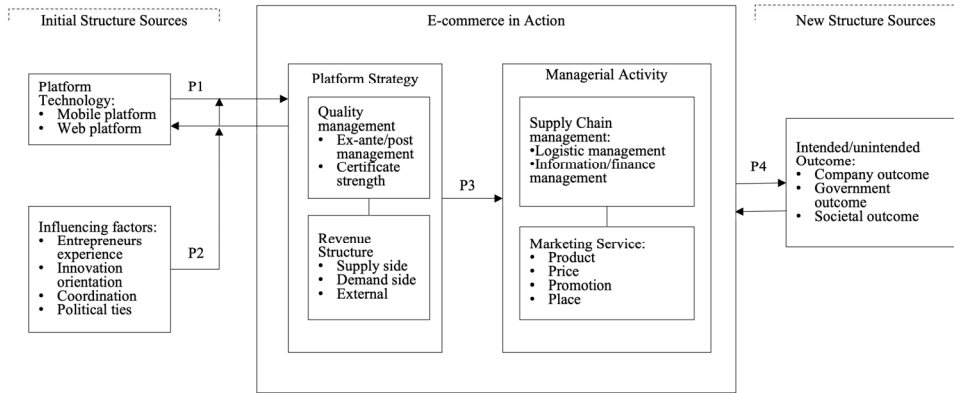 Initial Structure Sources
E-commerce in Action
New Structure Sources
Platform
Technology:
• Mobile platform
• Web platform
P1
Influencing factors:
• Entrepreneurs
experience
• Innovation
orientation
• Coordination
• Political ties
P2
Platform Strategy
Quality
management
• Ex-ante/post
management
• Certificate
strength
Revenue
Structure
• Supply side
• Demand side
• External
P3
Managerial Activity
Supply Chain
management:
•Logistic management
•Information/finance
management
Marketing Service:
• Product
• Price
• Promotion
• Place
P4
Intended/unintended
Outcome:
• Company outcome
• Government
outcome
• Societal outcome